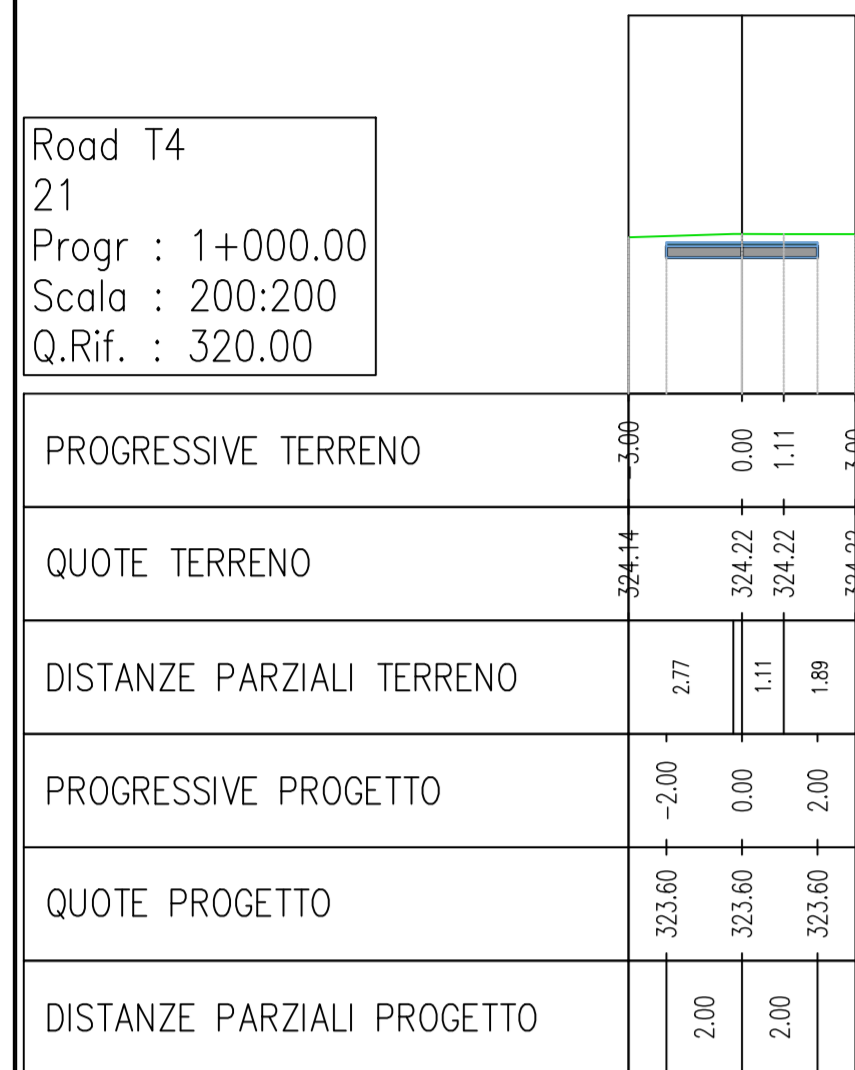 Road T4
21
Progr : 1+000.00
Scala : 200:200
Q.Rif. : 320.00
PROGRESSIVE TERRENO -3.00 0.00 1.11
QUOTE TERRENO 324.14 324.22 324.22
DISTANZE PARZIALI TERRENO 2.77 1.11 1.89
PROGRESSIVE PROGETTO -2.00 0.00 2.00
QUOTE PROGETTO 323.60 323.60 323.60
DISTANZE PARZIALI PROGETTO 2.00 2.00